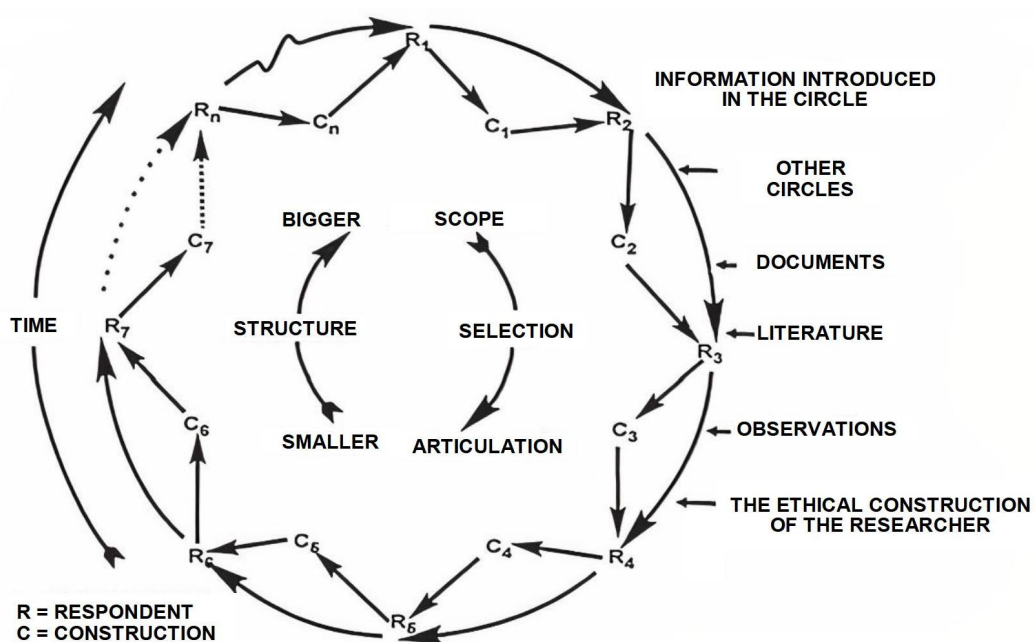 R1
R2
INFORMATION INTRODUCED
IN THE CIRCLE
Rn
Cn
C1
OTHER
CIRCLES
BIGGER
SCOPE
C7
C2
DOCUMENTS
TIME
R7
STRUCTURE
SELECTION
LITERATURE
R3
C6
C3
OBSERVATIONS
SMALLER
ARTICULATION
THE ETHICAL CONSTRUCTION
OF THE RESEARCHER
R6
C5
C4
R4
R5
R = RESPONDENT
C = CONSTRUCTION